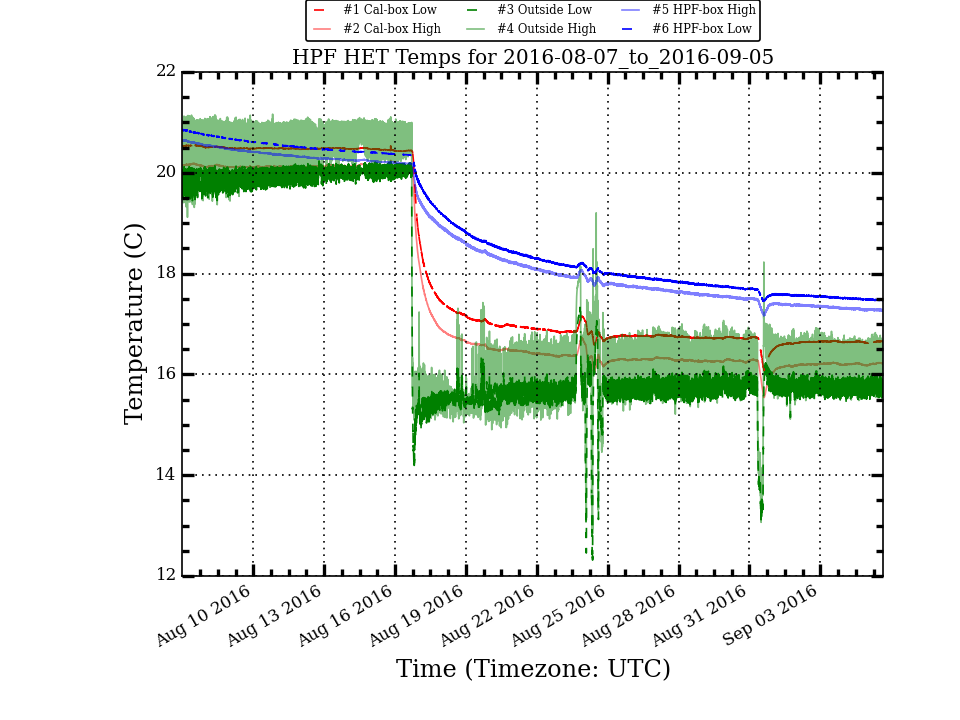 #1 Cal-box Low #3 Outside Low #5 HPF-box High
#2 Cal-box High #4 Outside High #6 HPF-box Low
HPF HET Temps for 2016-08-07_to_2016-09-05
22
20
18
16
14
12
Temperature (C)
Aug 10 2016 Aug 13 2016 Aug 16 2016 Aug 19 2016 Aug 22 2016 Aug 25 2016 Aug 28 2016 Aug 31 2016 Sep 03 2016
Time (Timezone: UTC)